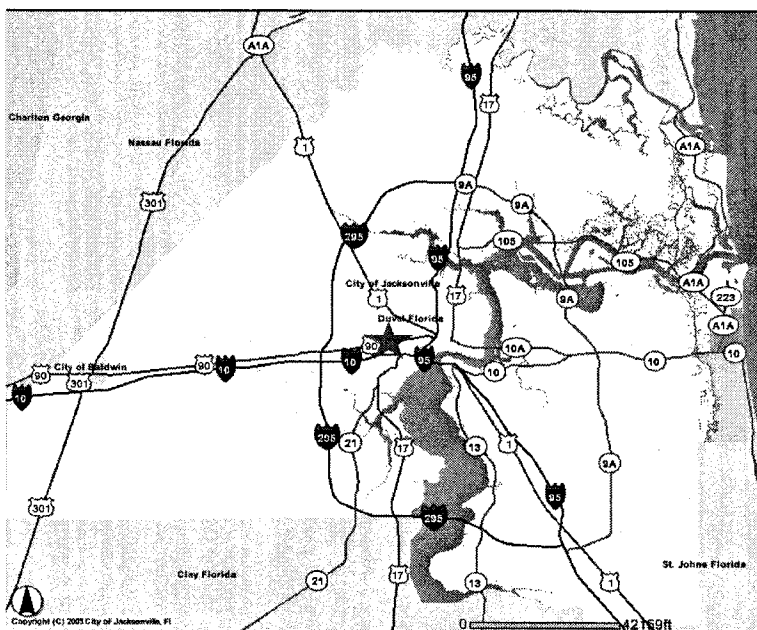 A1A
95
17
Charlton Georgia
Nassau Florida
1
A1A
301
9A
9A
295
105
95
105
City of Jacksonville
A1A
1
17
9A
223
Duval Florida
A1A
90
10A
10
City of Baldwin
90
10
95
10
10
90
301
10
10
295
21
17
13
1
9A
95
301
295
St. Johns Florida
Clay Florida
21
17
13
1
Copyright (C) 2003 City of Jacksonville, Fl
0 42169ft